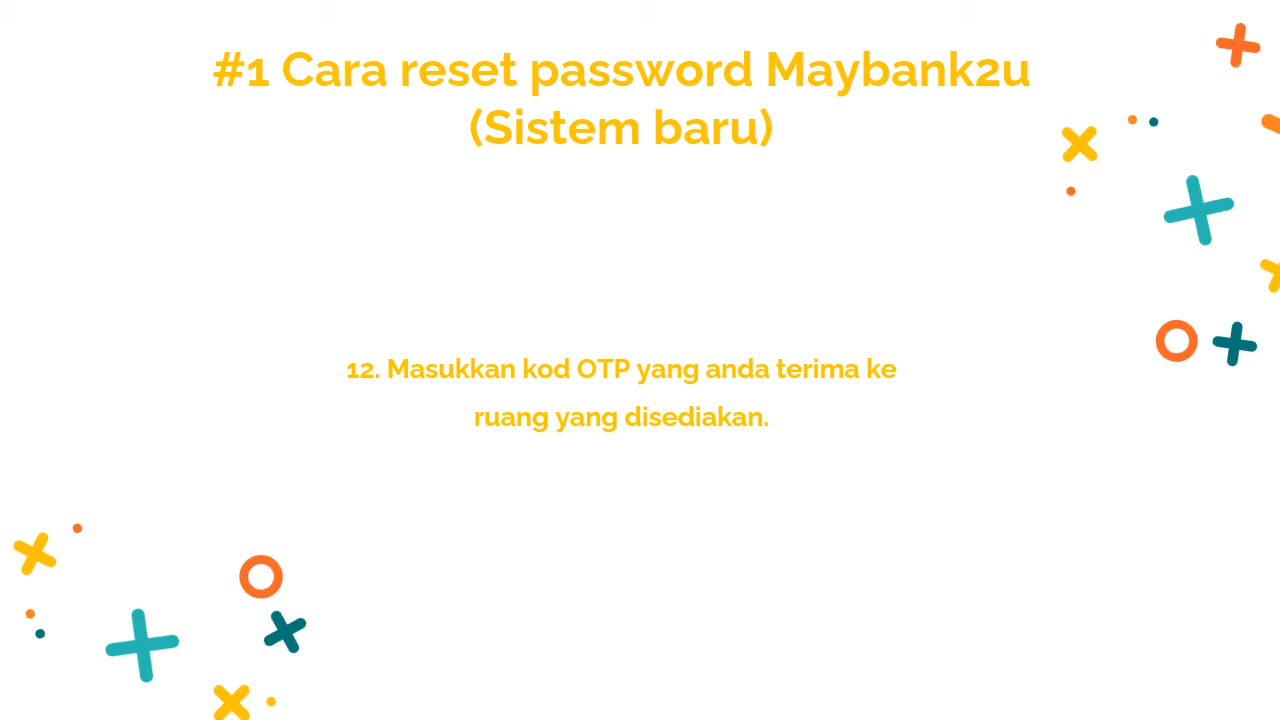 #1 Cara reset password Maybank2u
(Sistem baru)
12. Masukkan kod OTP yang anda terima ke
ruang yang disediakan.